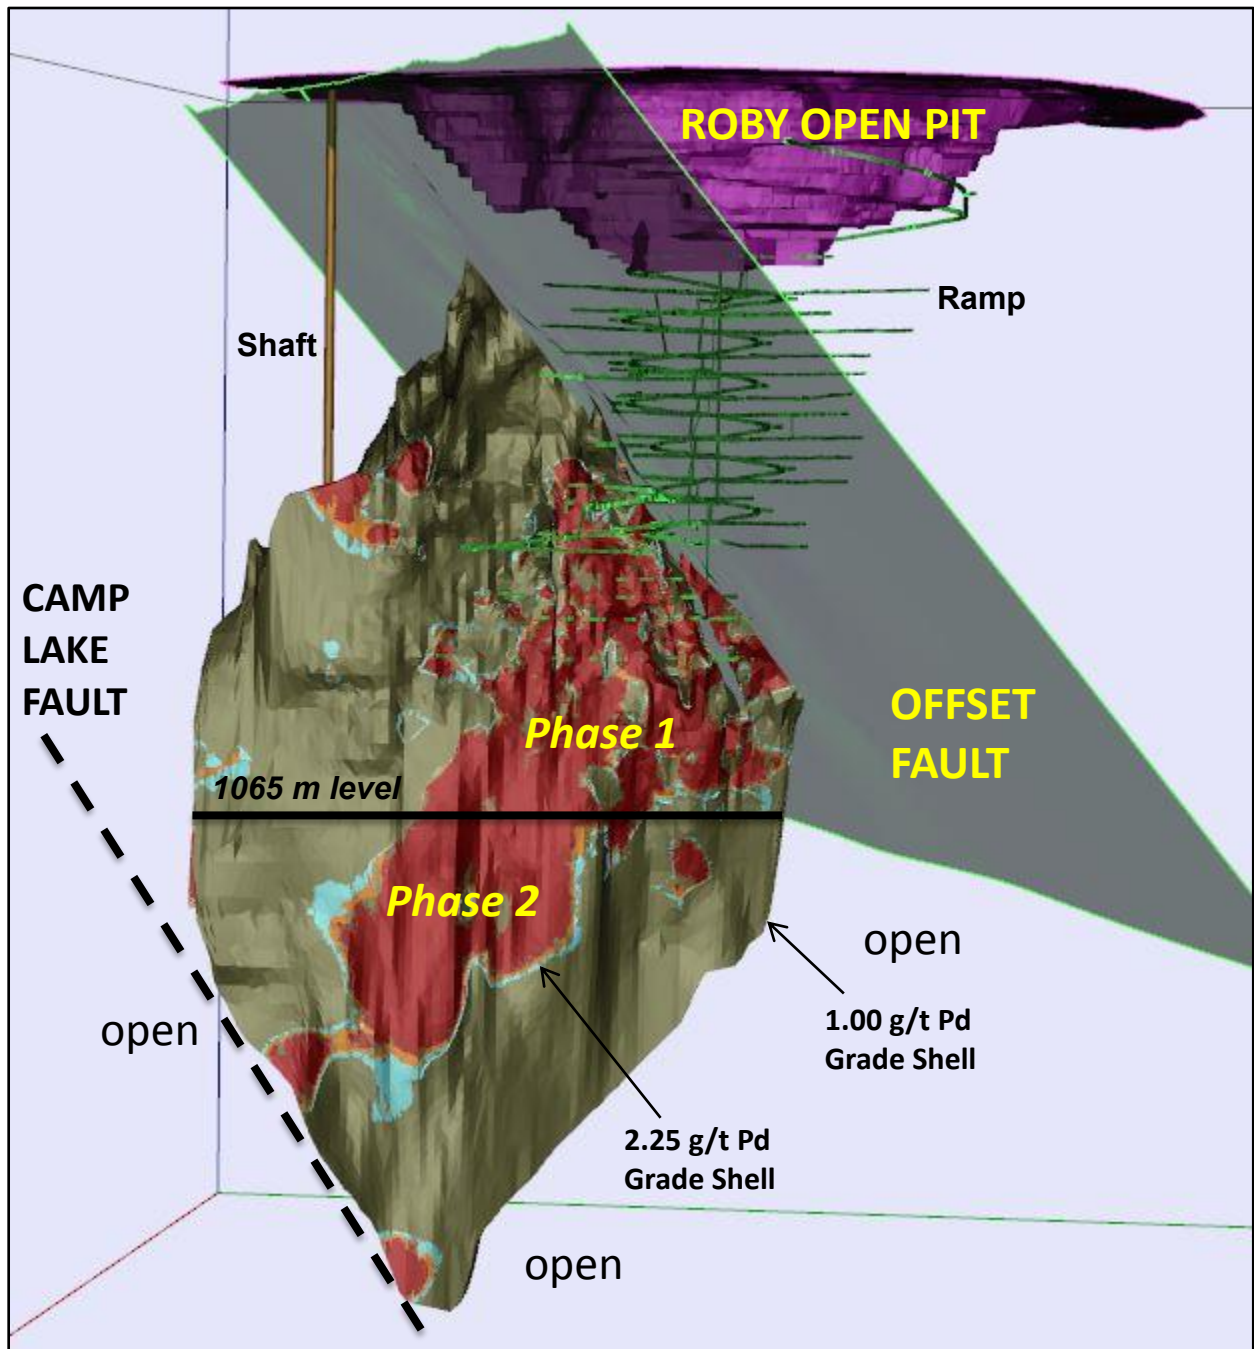 ROBY OPEN PIT
Ramp
Shaft
CAMP
LAKE
FAULT
OFFSET
FAULT
Phase 1
1065 m level
Phase 2
open
1.00 g/t Pd
Grade Shell
open
2.25 g/t Pd
Grade Shell
open